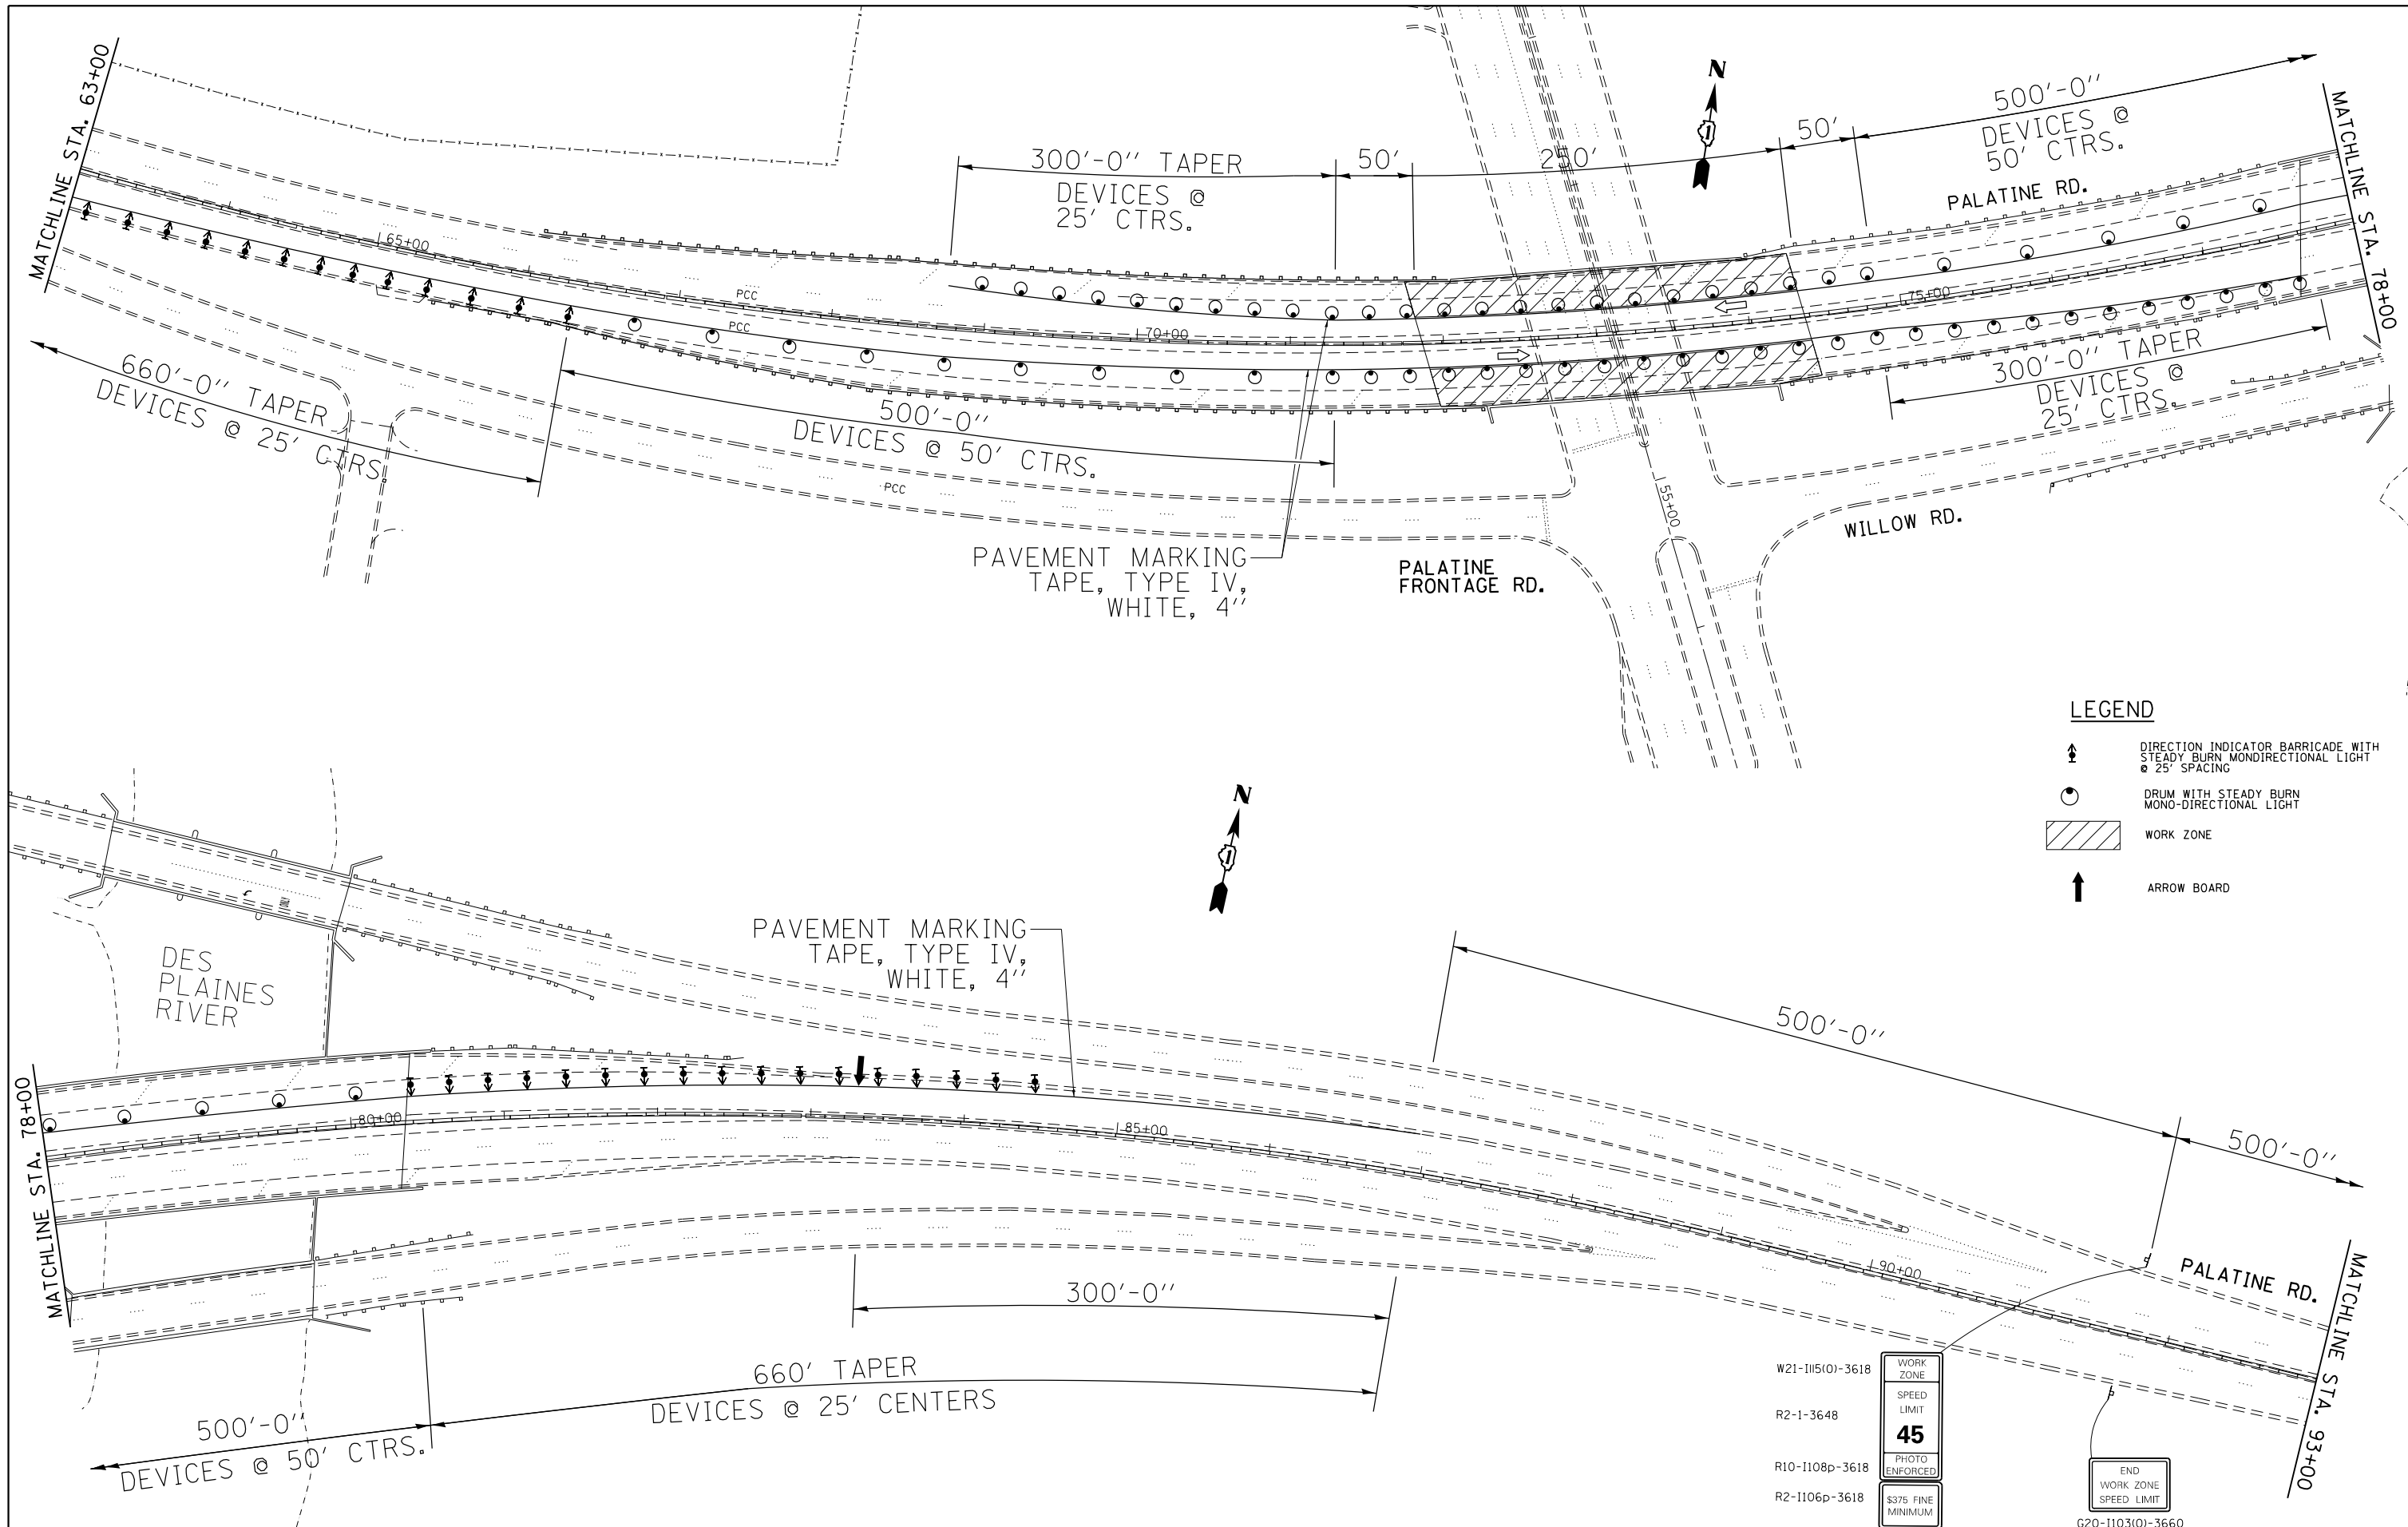 MATCHLINE STA. 63+00
65+00
PCC
PCC
300'-0" TAPER
DEVICES @
25' CTRS.
50'
250'
N
50'
500'-0"
DEVICES @
50' CTRS.
PALATINE RD.
MATCHLINE STA. 78+00
70+00
75+00
660'-0" TAPER
DEVICES @ 25' CTRS.
500'-0"
DEVICES @ 50' CTRS.
PCC
300'-0" TAPER
DEVICES @
25' CTRS.
55+00
WILLOW RD.
PAVEMENT MARKING
TAPE, TYPE IV,
WHITE, 4"
PALATINE
FRONTAGE RD.
LEGEND
DIRECTION INDICATOR BARRICADE WITH
STEADY BURN MONDIRECTIONAL LIGHT
@ 25' SPACING
DRUM WITH STEADY BURN
MONO-DIRECTIONAL LIGHT
WORK ZONE
ARROW BOARD
N
DES
PLAINES
RIVER
PAVEMENT MARKING
TAPE, TYPE IV,
WHITE, 4"
500'-0"
500'-0"
MATCHLINE STA. 78+00
80+00
85+00
90+00
PALATINE RD.
MATCHLINE STA. 93+00
300'-0"
660' TAPER
DEVICES @ 25' CENTERS
500'-0"
DEVICES @ 50' CTRS.
W21-I115(O)-3618
WORK
ZONE
R2-1-3648
SPEED
LIMIT
45
R10-I108p-3618
PHOTO
ENFORCED
R2-I106p-3618
$375 FINE
MINIMUM
END
WORK ZONE
SPEED LIMIT
G20-I103(O)-3660